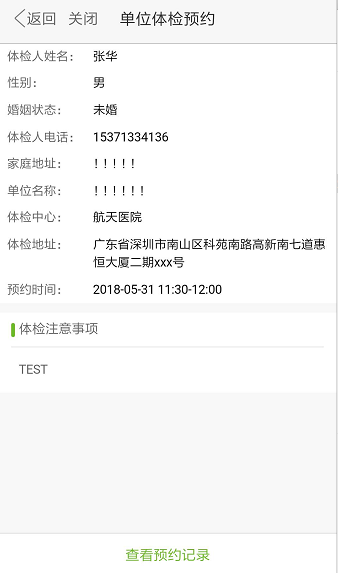 返回 关闭 单位体检预约
体检人姓名： 张华
性别： 男
婚姻状态： 未婚
体检人电话： 15371334136
家庭地址： ！！！！！
单位名称： ！！！！！！
体检中心： 航天医院
体检地址： 广东省深圳市南山区科苑南路高新南七道惠
恒大厦二期xxx号
预约时间： 2018-05-31 11:30-12:00
体检注意事项
TEST
查看预约记录